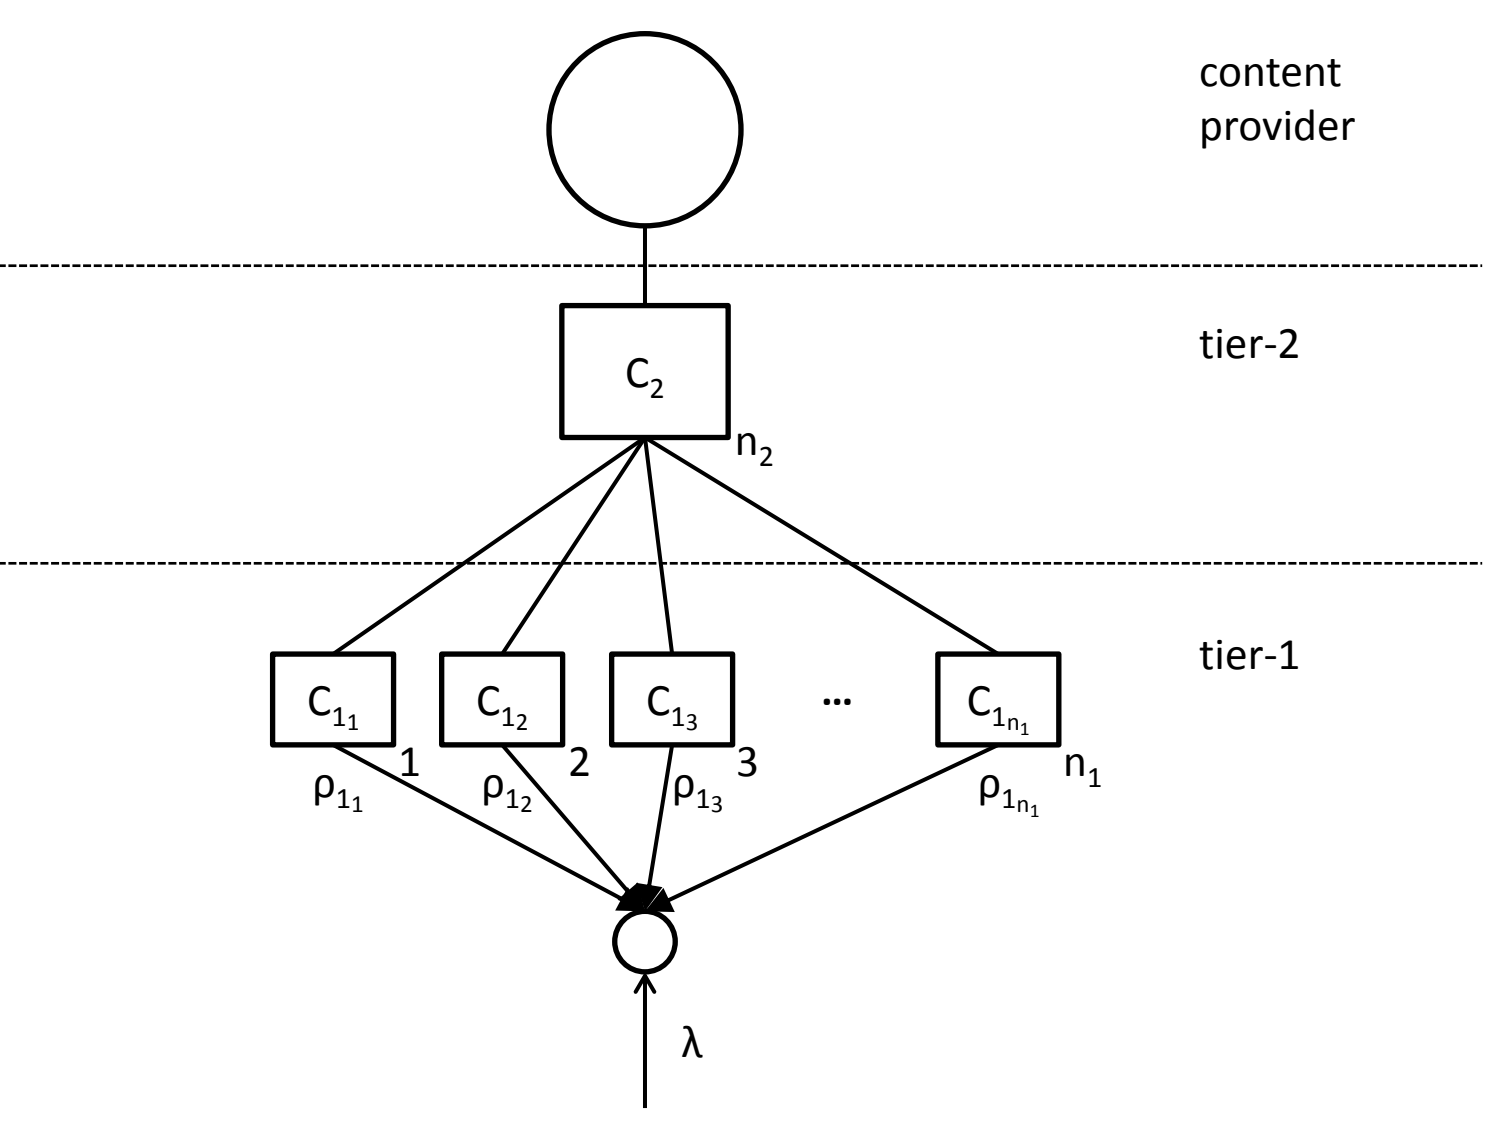 content
provider
C₂
tier-2
n₂
tier-1
C₁₁ C₁₂ C₁₃ ... C₁ₙ₁
1 2 3 n₁
ρ₁₁ ρ₁₂ ρ₁₃ ρ₁ₙ₁
λ